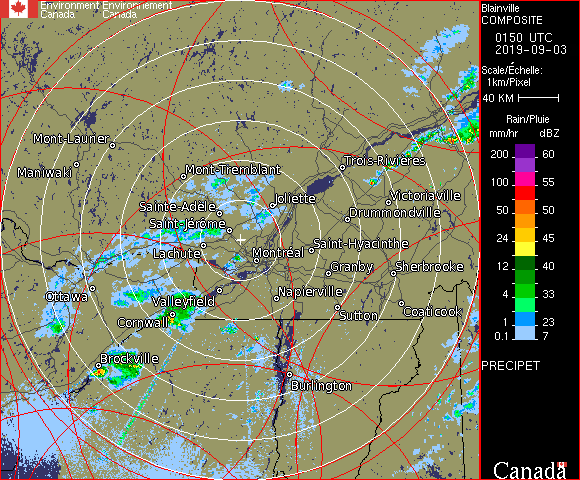 Environment Environnement
Canada Canada
Blainville
COMPOSITE
0150 UTC
2019-09-03
Scale/Échelle:
1km/Pixel
40 KM
Rain/Pluie
mm/hr dBZ
200 60
100 55
50 50
24 45
12 40
4 33
1 23
0.1 7
PRECIPET
Canada
Mont-Laurier
Maniwaki
Mont-Tremblant
Trois-Rivières
Joliette
Victoriaville
Sainte-Adèle
Drummondville
Saint-Jérôme
Saint-Hyacinthe
Lachute
Montréal
Granby
Sherbrooke
Ottawa
Valleyfield
Napierville
Cornwall
Sutton
Coaticook
Brockville
Burlington